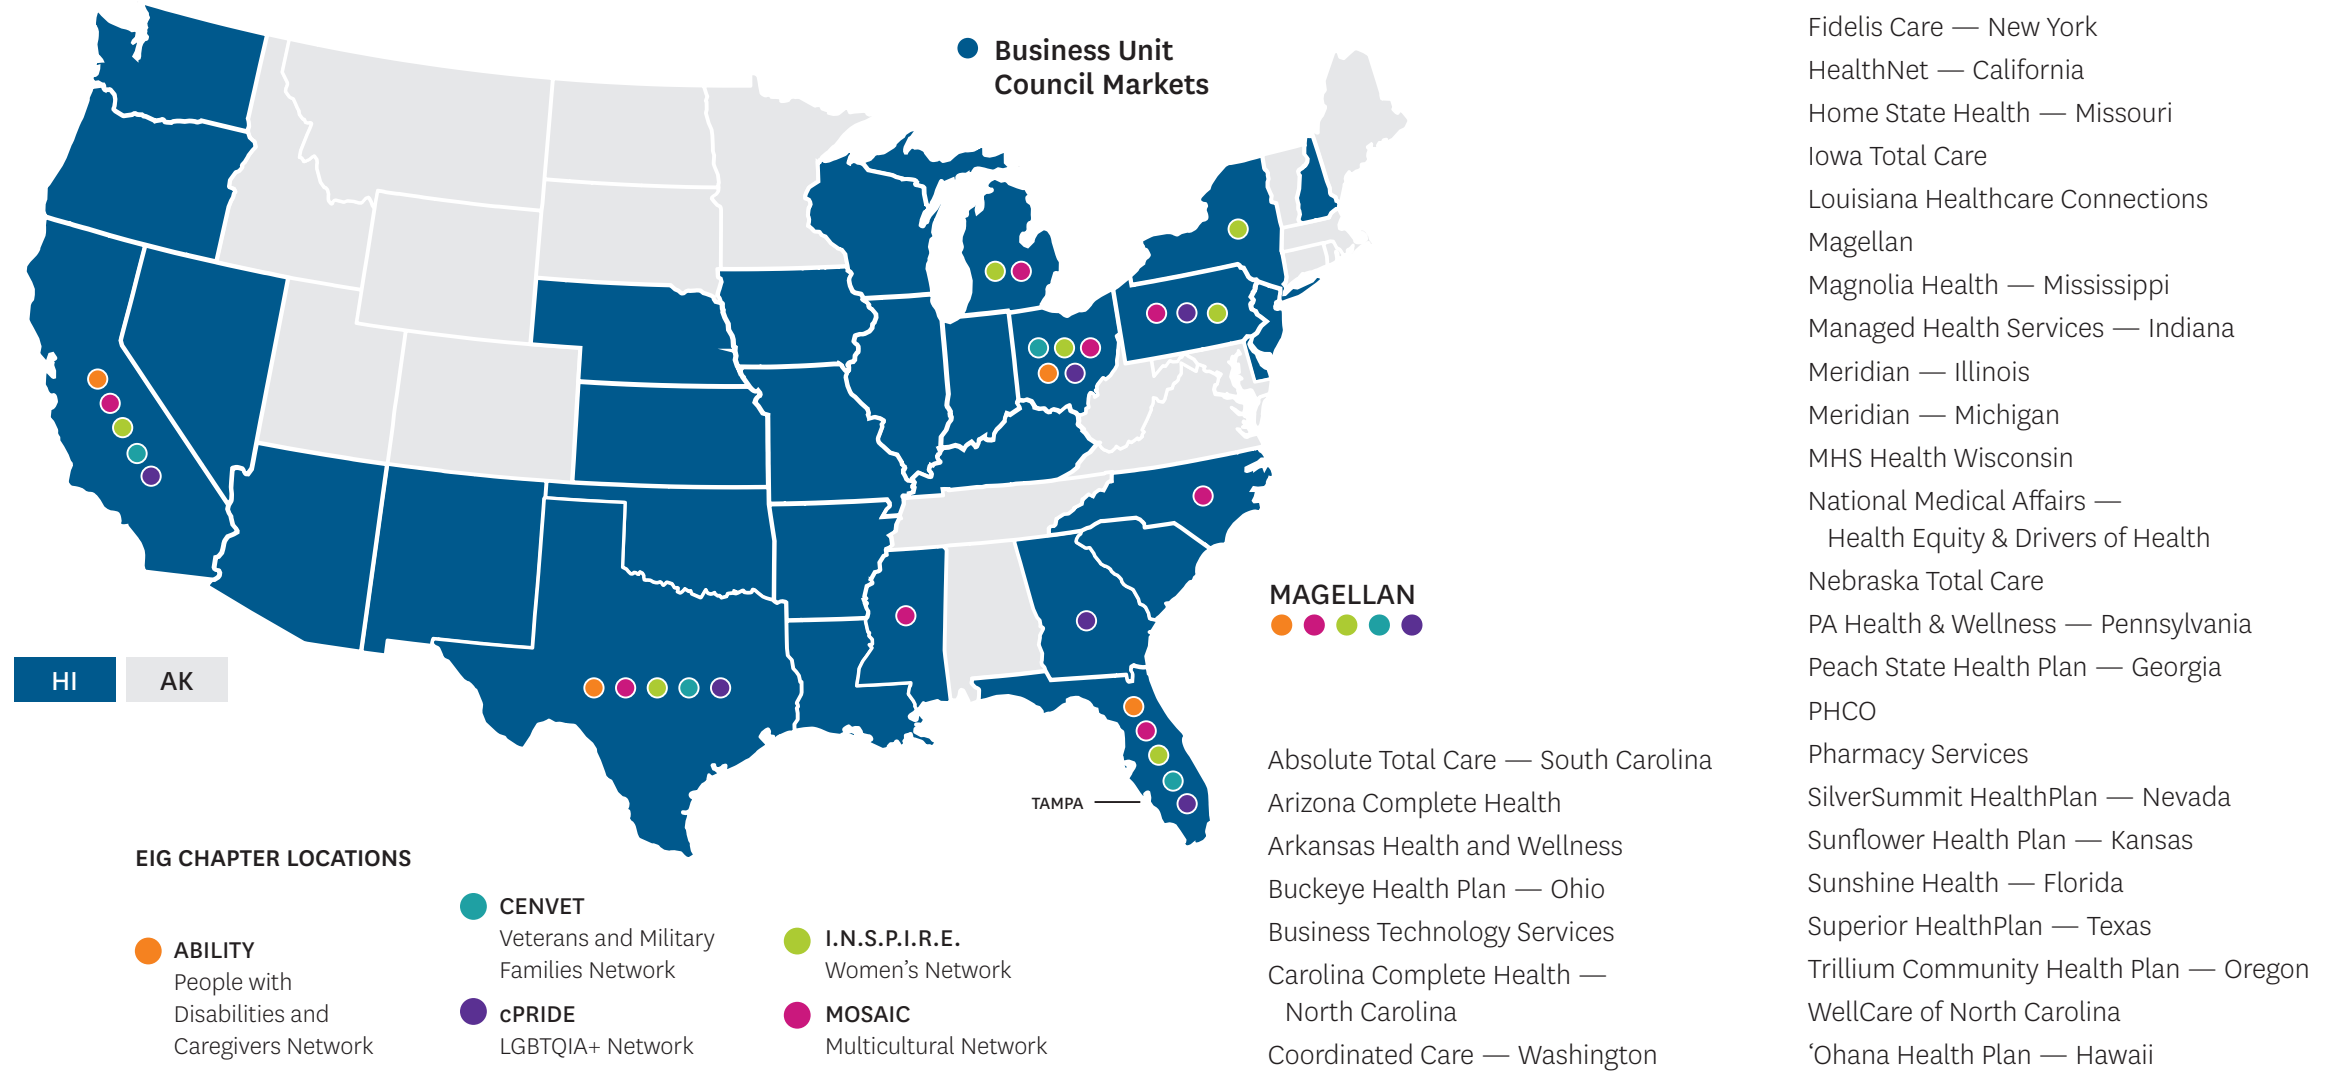 Business Unit
Council Markets
HI
AK
MAGELLAN
TAMPA
EIG CHAPTER LOCATIONS
ABILITY
People with
Disabilities and
Caregivers Network
CENVET
Veterans and Military
Families Network
cPRIDE
LGBTQIA+ Network
I.N.S.P.I.R.E.
Women’s Network
MOSAIC
Multicultural Network
Absolute Total Care — South Carolina
Arizona Complete Health
Arkansas Health and Wellness
Buckeye Health Plan — Ohio
Business Technology Services
Carolina Complete Health —
North Carolina
Coordinated Care — Washington
Fidelis Care — New York
HealthNet — California
Home State Health — Missouri
Iowa Total Care
Louisiana Healthcare Connections
Magellan
Magnolia Health — Mississippi
Managed Health Services — Indiana
Meridian — Illinois
Meridian — Michigan
MHS Health Wisconsin
National Medical Affairs —
Health Equity & Drivers of Health
Nebraska Total Care
PA Health & Wellness — Pennsylvania
Peach State Health Plan — Georgia
PHCO
Pharmacy Services
SilverSummit HealthPlan — Nevada
Sunflower Health Plan — Kansas
Sunshine Health — Florida
Superior HealthPlan — Texas
Trillium Community Health Plan — Oregon
WellCare of North Carolina
‘Ohana Health Plan — Hawaii